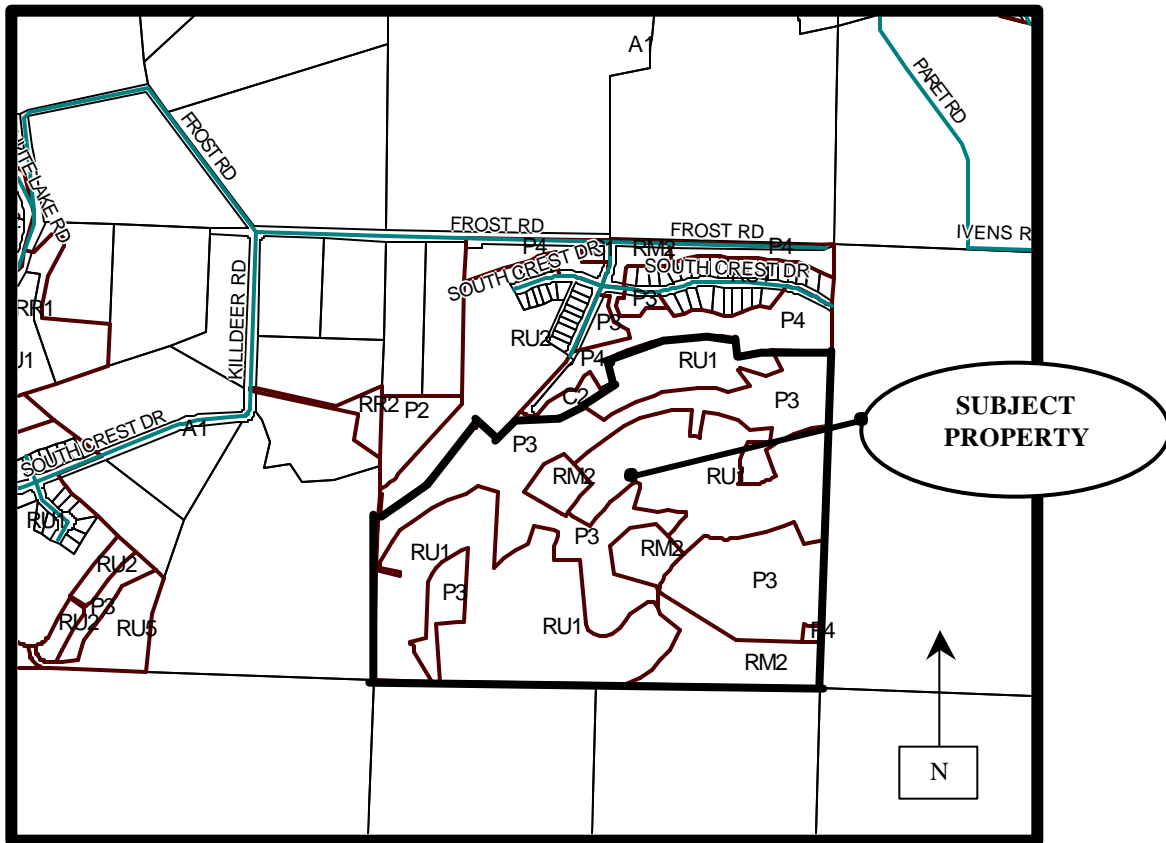 A1
PARET RD
FROST RD
LAKE RD
FROST RD
FROST RD
IVENS R
P4
RM2
P4
SOUTH CREST DR
SOUTH CREST DR
KILLDEER RD
P3
RR1
P3
P4
RU2
P4
RU1
C2
P3
RR2
P2
SUBJECT
PROPERTY
SOUTH CREST DR
A1
P3
RM2
RU1
RU1
P3
RU1
RM2
RU2
P3
P3
P3
RU2
RU5
RU1
P4
RM2
N